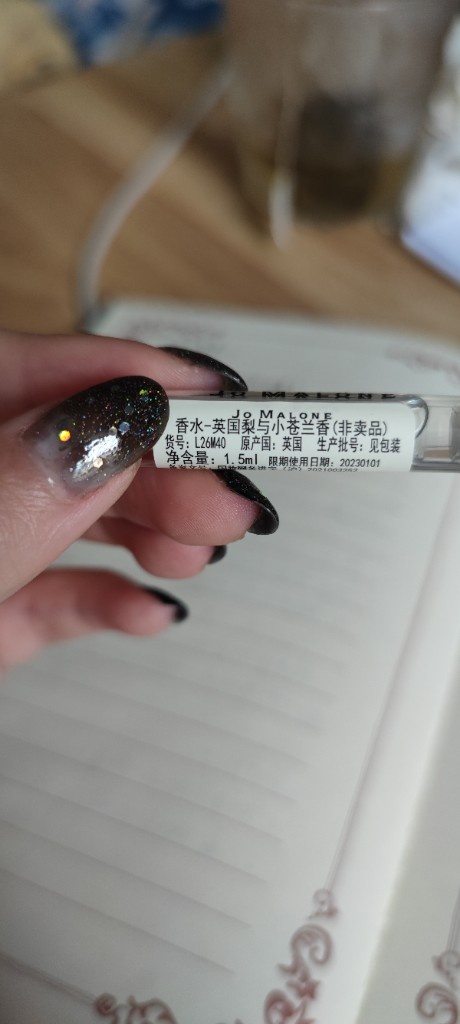 JO MALONE
JO MALONE
香水-英国梨与小苍兰香(非卖品)
货号: L26M40 原产国: 英国 生产批号: 见包装
净含量: 1.5ml 限期使用日期: 20230101